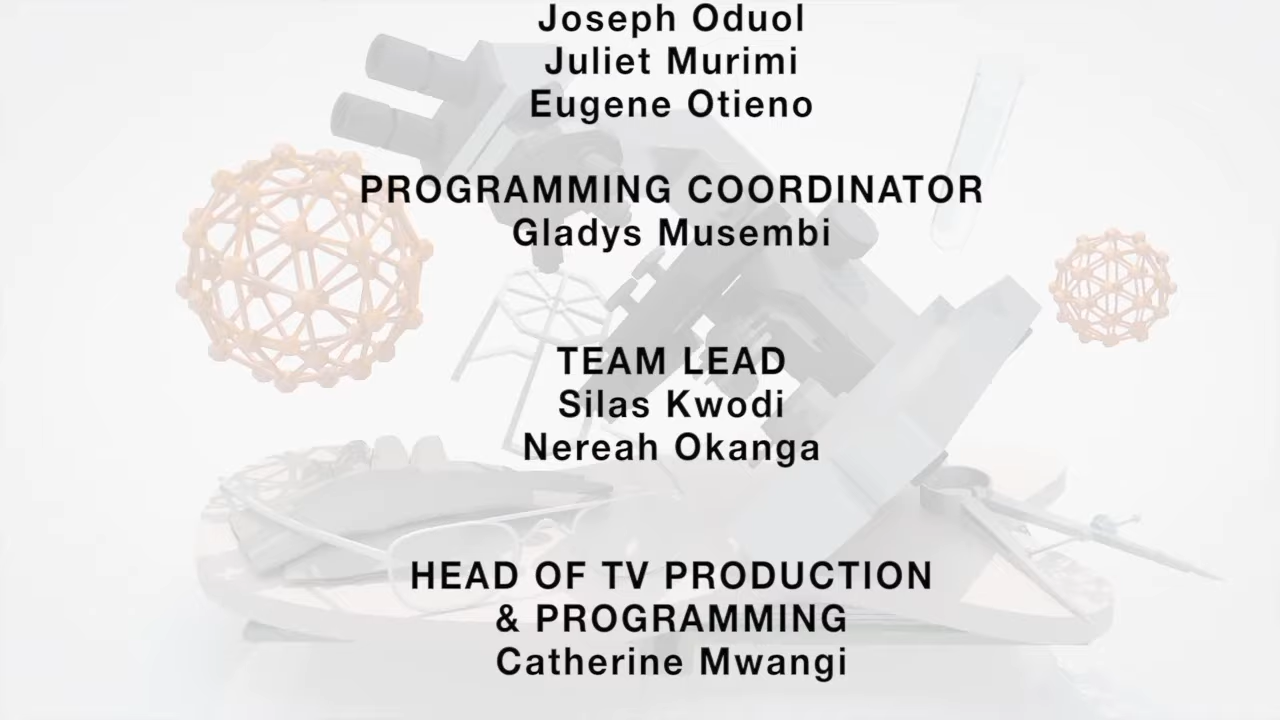 Joseph Oduol
Juliet Murimi
Eugene Otieno
PROGRAMMING COORDINATOR
Gladys Musembi
TEAM LEAD
Silas Kwodi
Nereah Okanga
HEAD OF TV PRODUCTION
& PROGRAMMING
Catherine Mwangi